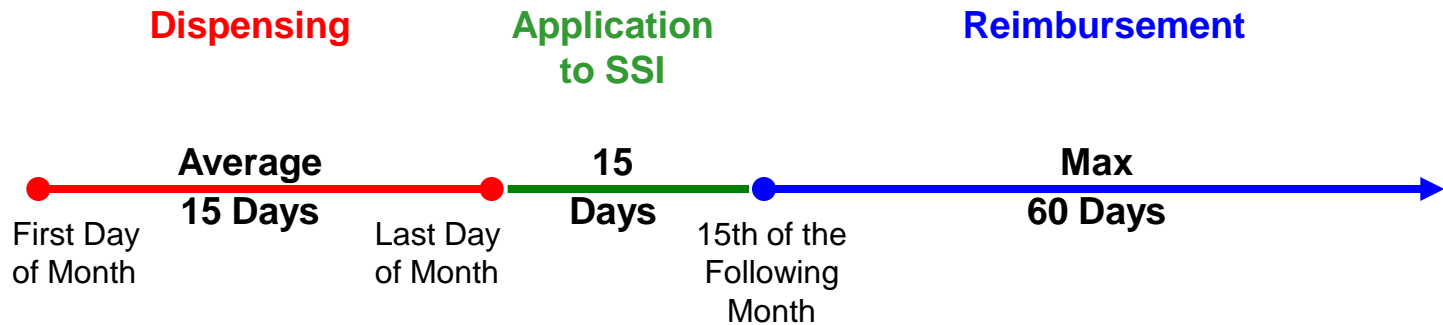 Dispensing
Application
to SSI
Reimbursement
Average
15 Days
15
Days
Max
60 Days
First Day
of Month
Last Day
of Month
15th of the
Following
Month